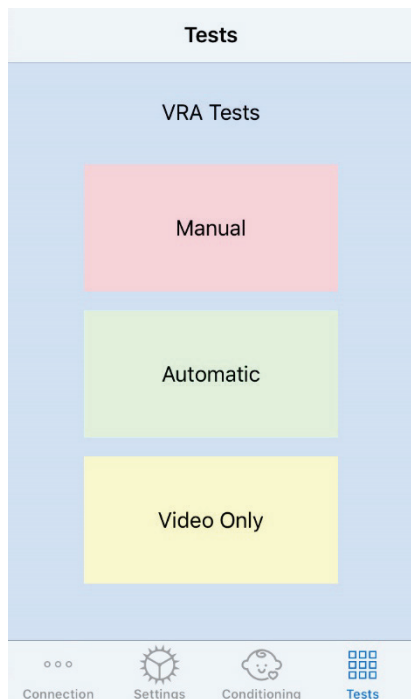 Tests
VRA Tests
Manual
Automatic
Video Only
Connection Settings Conditioning Tests